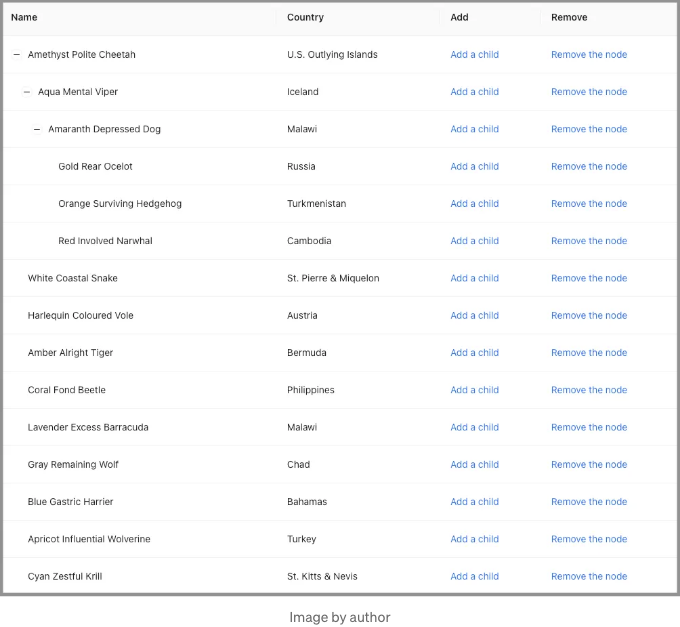 Name Country Add Remove
− Amethyst Polite Cheetah U.S. Outlying Islands Add a child Remove the node
− Aqua Mental Viper Iceland Add a child Remove the node
− Amaranth Depressed Dog Malawi Add a child Remove the node
Gold Rear Ocelot Russia Add a child Remove the node
Orange Surviving Hedgehog Turkmenistan Add a child Remove the node
Red Involved Narwhal Cambodia Add a child Remove the node
White Coastal Snake St. Pierre & Miquelon Add a child Remove the node
Harlequin Coloured Vole Austria Add a child Remove the node
Amber Alright Tiger Bermuda Add a child Remove the node
Coral Fond Beetle Philippines Add a child Remove the node
Lavender Excess Barracuda Malawi Add a child Remove the node
Gray Remaining Wolf Chad Add a child Remove the node
Blue Gastric Harrier Bahamas Add a child Remove the node
Apricot Influential Wolverine Turkey Add a child Remove the node
Cyan Zestful Krill St. Kitts & Nevis Add a child Remove the node
Image by author